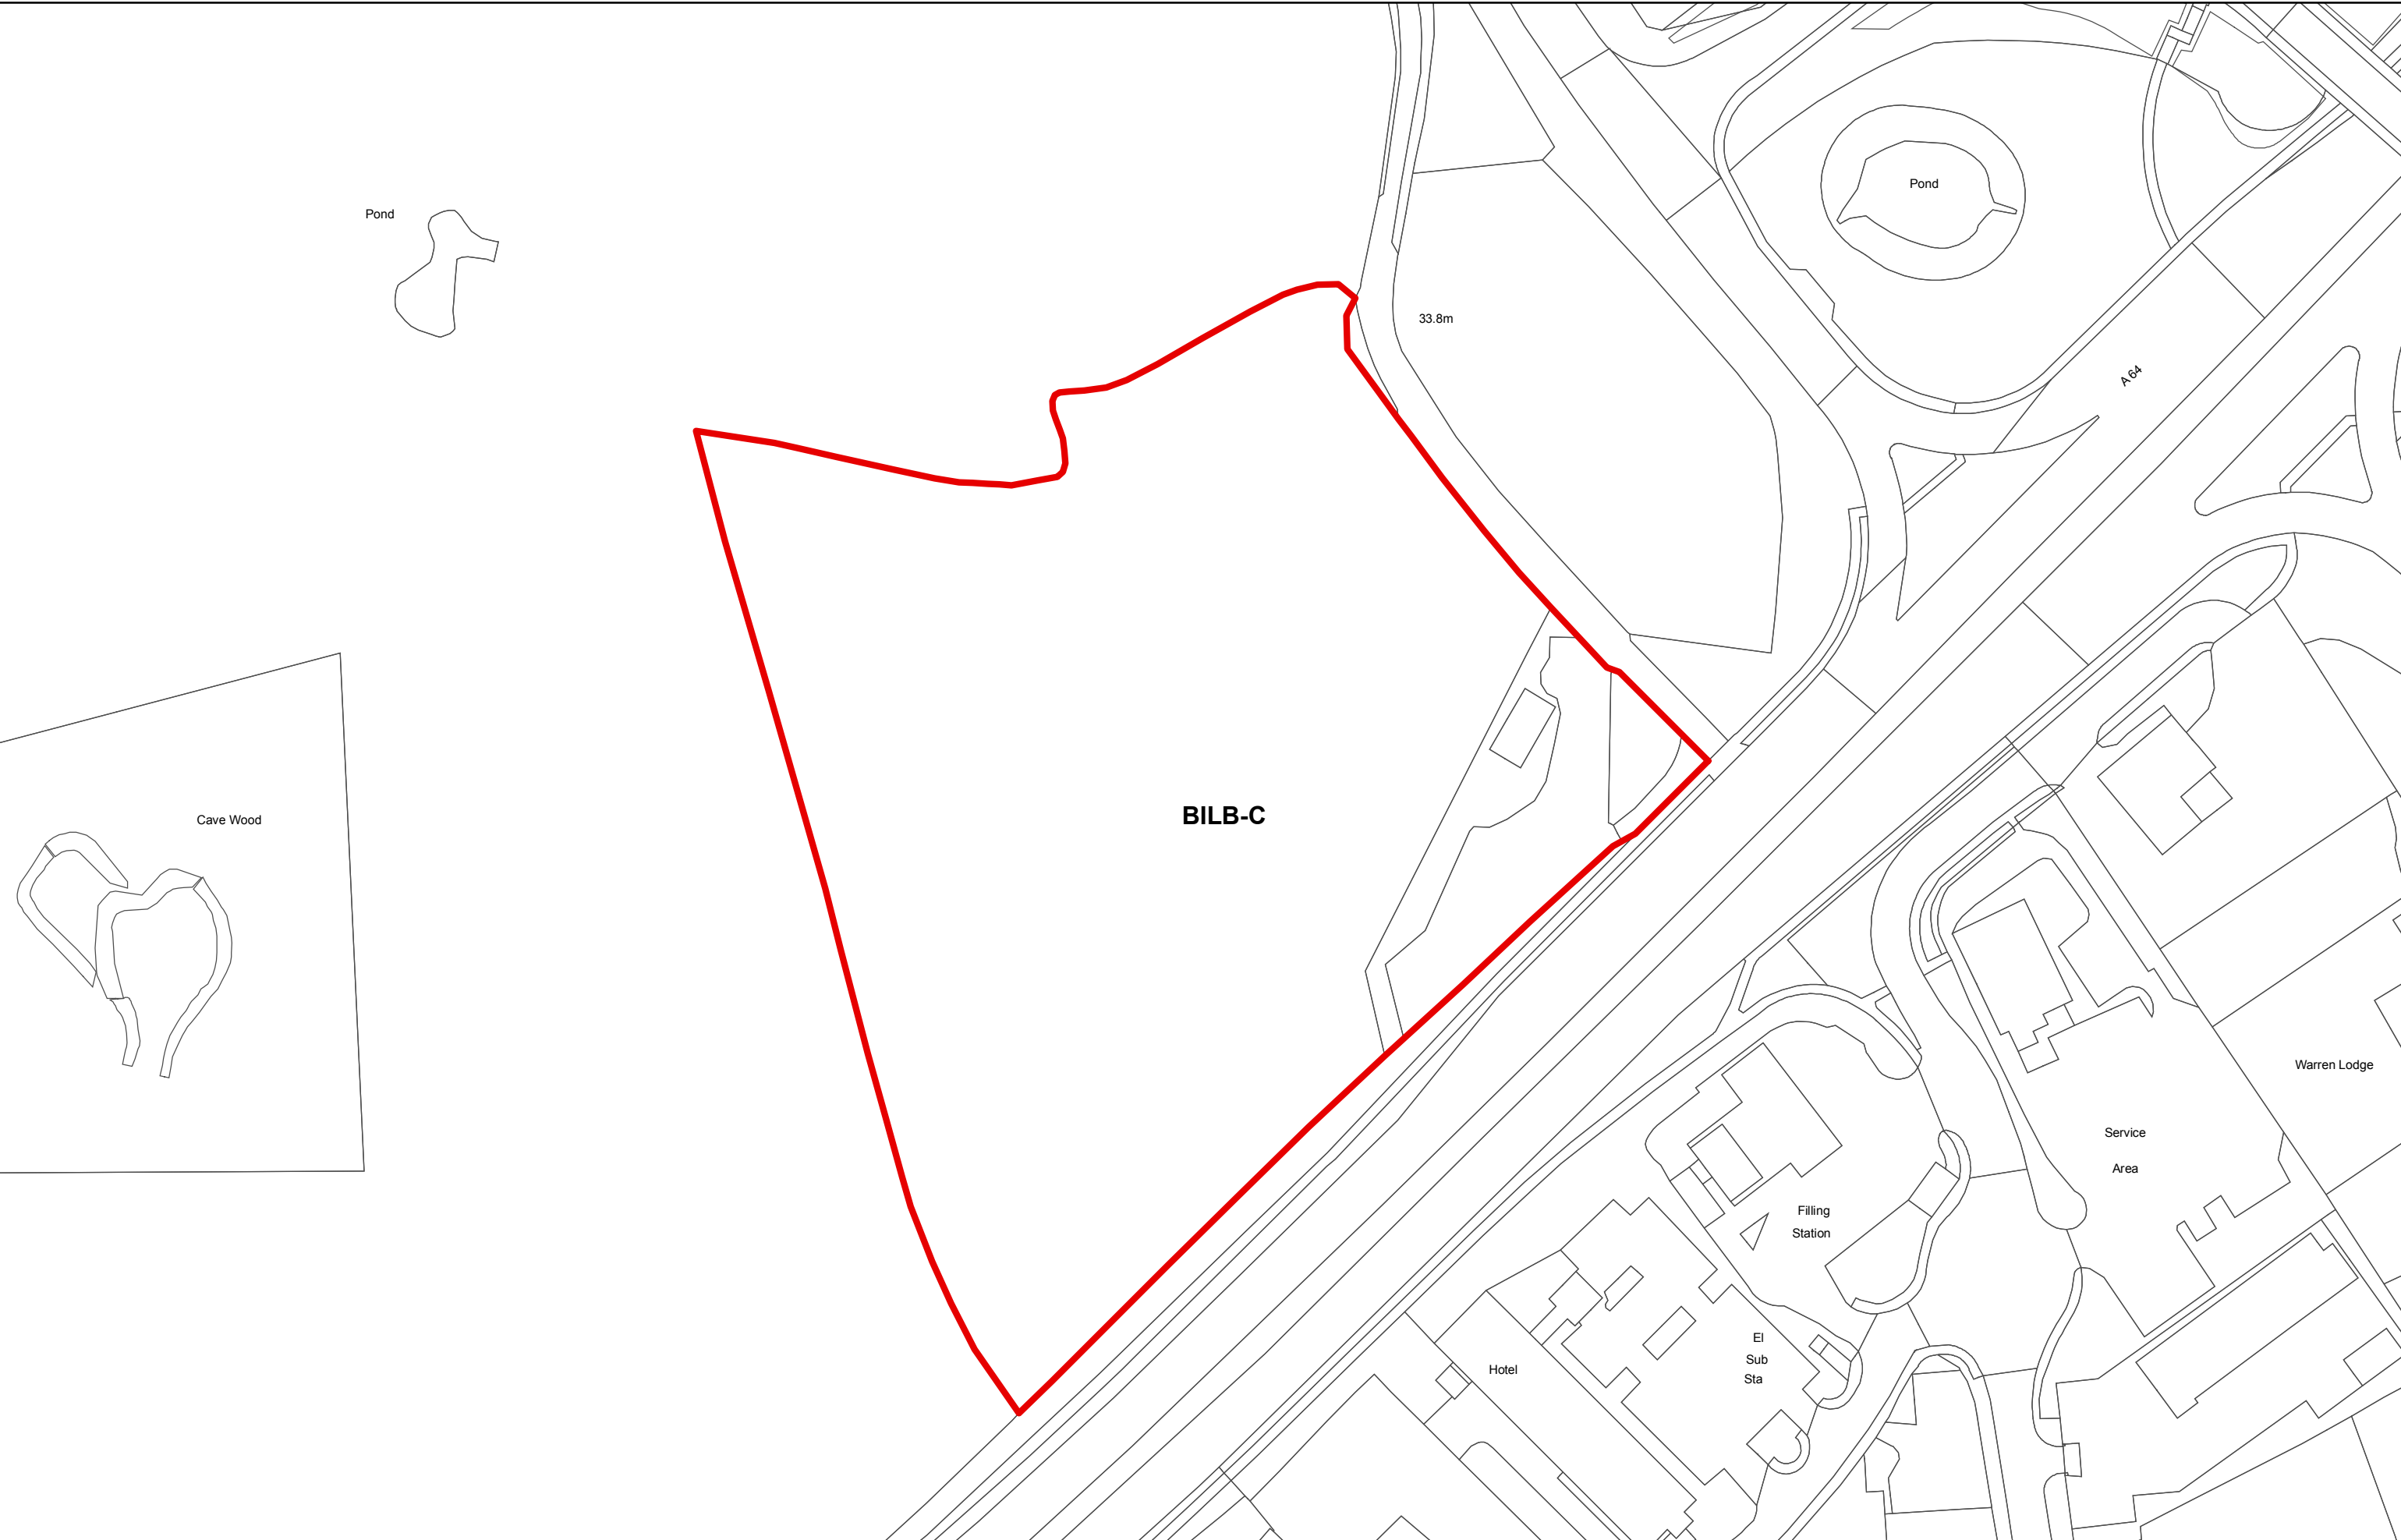 Pond
Pond
33.8m
A 64
BILB-C
Cave Wood
Warren Lodge
Service
Area
Filling
Station
El
Sub
Sta
Hotel